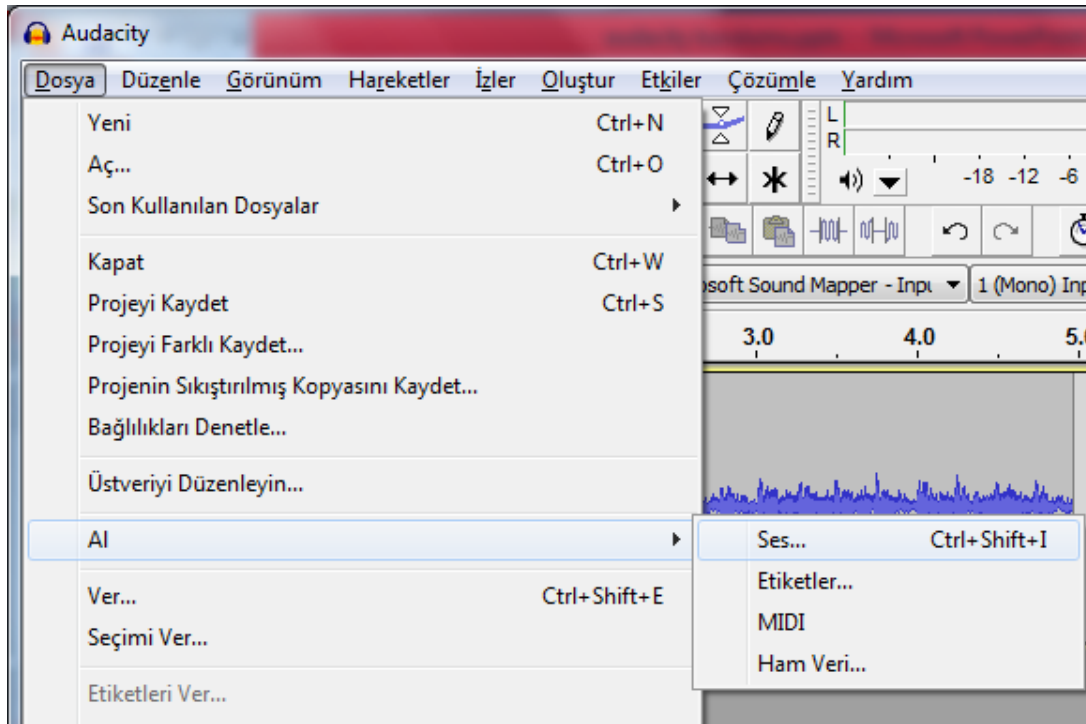 Audacity
Dosya Düzenle Görünüm Hareketler İzler Oluştur Etkiler Çözümle Yardım
Yeni Ctrl+N
Aç... Ctrl+O
Son Kullanılan Dosyalar
Kapat Ctrl+W
Projeyi Kaydet Ctrl+S
Projeyi Farklı Kaydet...
Projenin Sıkıştırılmış Kopyasını Kaydet...
Bağlılıkları Denetle...
Üstveriyi Düzenleyin...
Al
Ver... Ctrl+Shift+E
Seçimi Ver...
Etiketleri Ver...
L
R
-18 -12 -6
osoft Sound Mapper - Inpu 1 (Mono) Inp
3.0 4.0 5.0
Ses... Ctrl+Shift+I
Etiketler...
MIDI
Ham Veri...